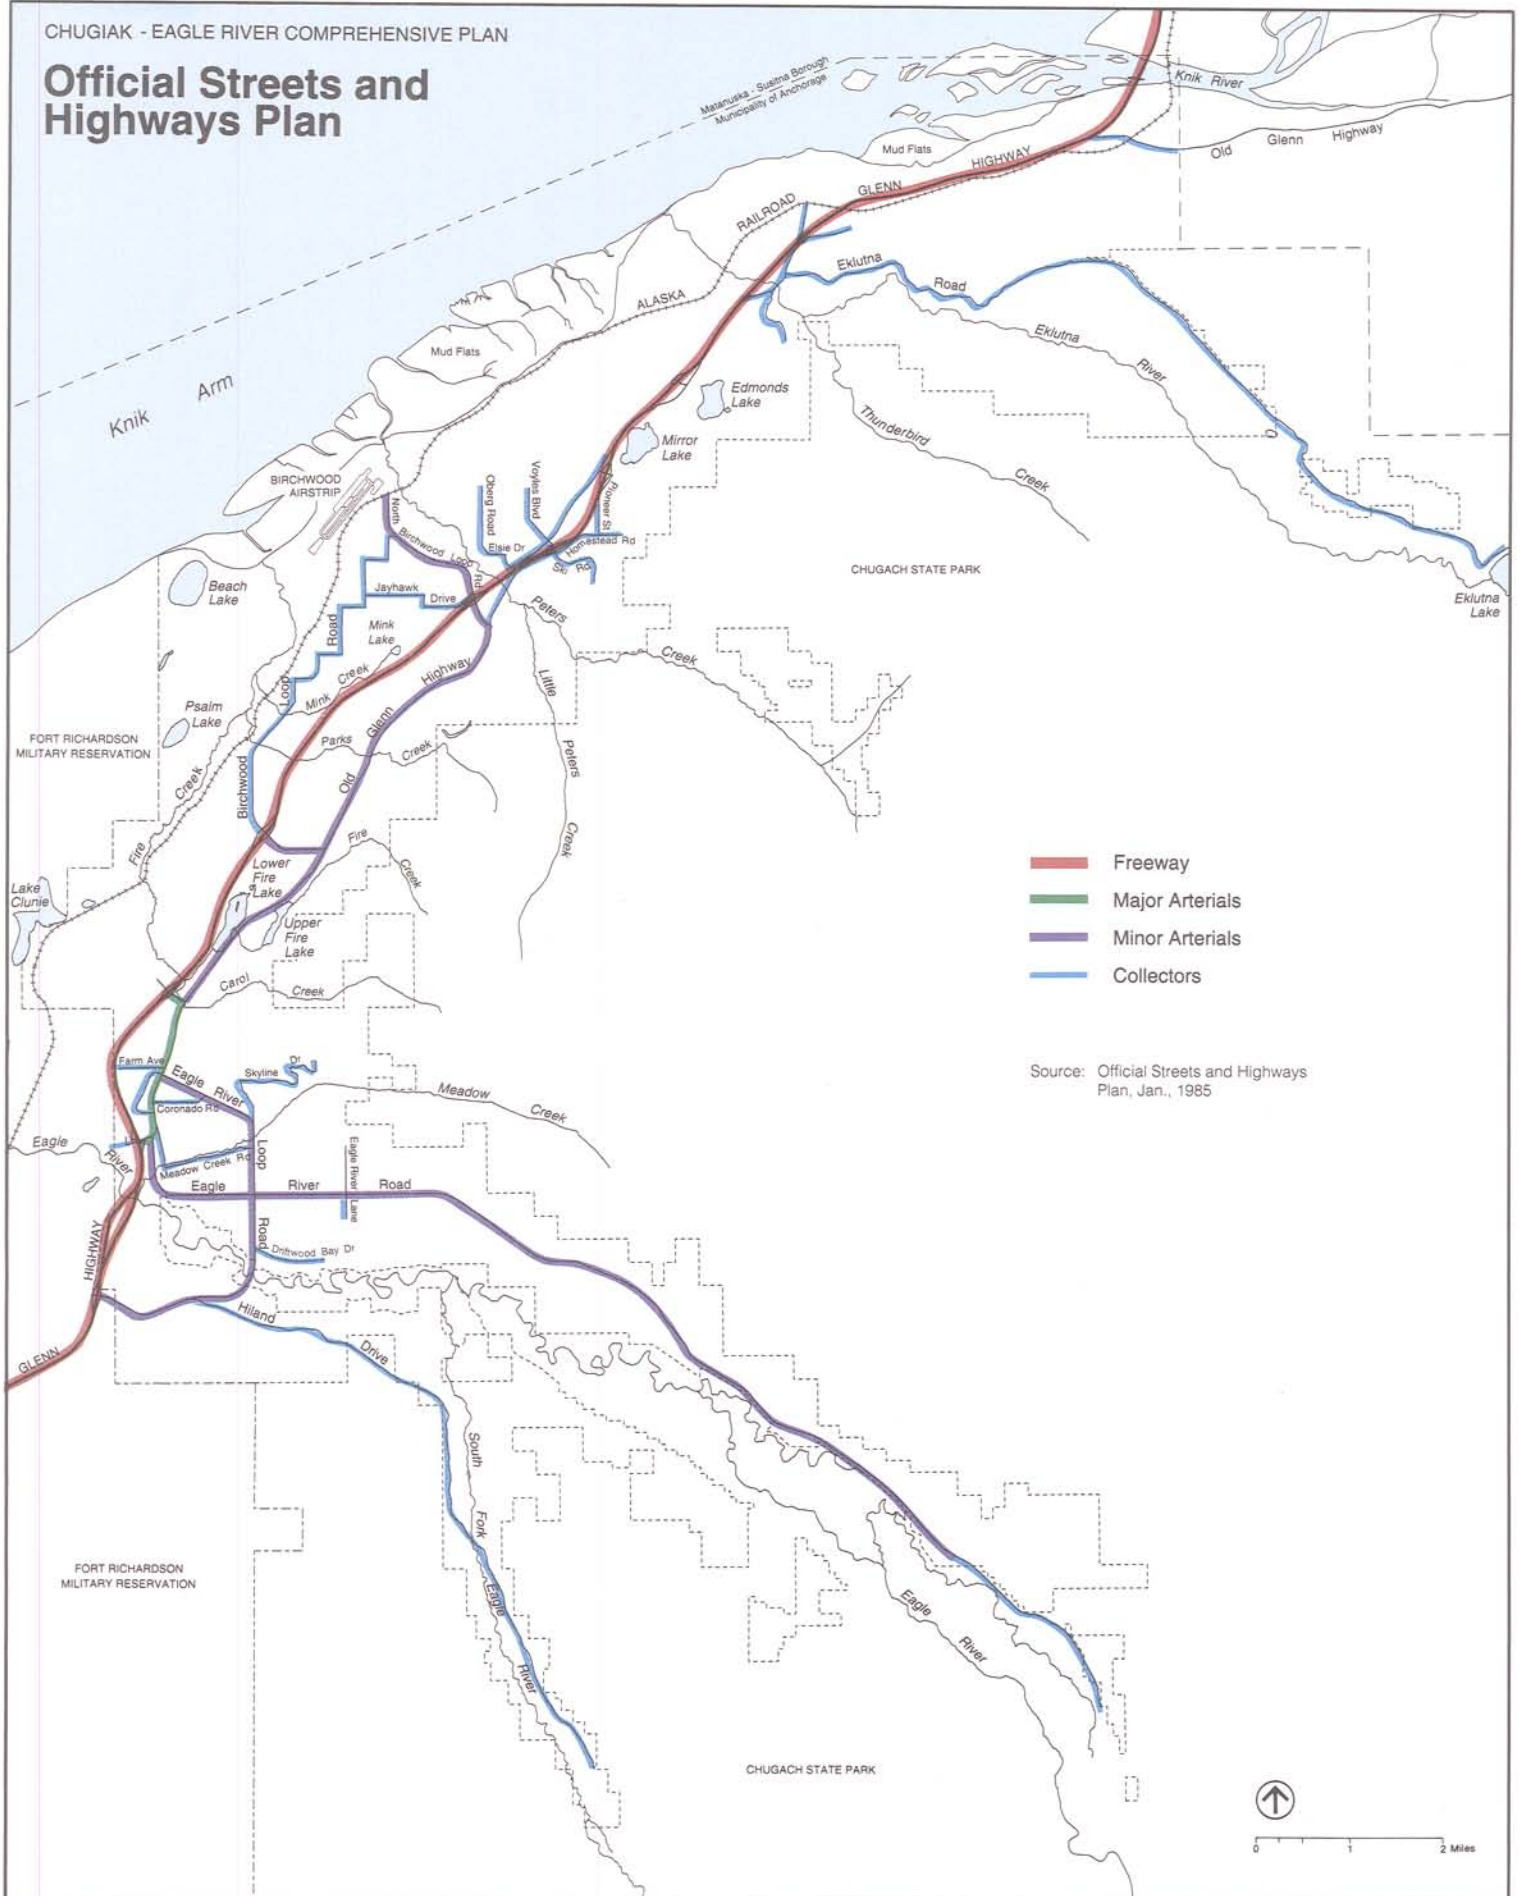 CHUGIAK - EAGLE RIVER COMPREHENSIVE PLAN
Official Streets and
Highways Plan
Matanuska - Susitna Borough
Municipality of Anchorage
Knik River
Mud Flats
HIGHWAY
Old Glenn Highway
GLENN
RAILROAD
Eklutna
Road
ALASKA
Eklutna
River
Mud Flats
Edmonds
Lake
Knik Arm
Thunderbird
Creek
Mirror
Lake
BIRCHWOOD
AIRSTRIP
North
Birchwood Loop
Rd
Oberg Road
Voyles Blvd
Pioneer St
Elsie Dr
Homestead Rd
Ski Rd
CHUGACH STATE PARK
Beach
Lake
Jayhawk
Drive
Eklutna
Lake
Peters
Creek
Mink
Lake
Road
Mink Creek
Loop
Highway
Little
Peters
Creek
Psalm
Lake
Glenn
FORT RICHARDSON
MILITARY RESERVATION
Parks
Creek
Creek
Birchwood
Old
Fire
Fire
Creek
Lower
Fire
Lake
Lake
Clunie
Upper
Fire
Lake
Freeway
Major Arterials
Minor Arterials
Collectors
Carol
Creek
Farm Ave
Eagle River
Skyline
Dr
Source: Official Streets and Highways
Plan, Jan., 1985
Coronado Rd
Meadow
Creek
Eagle
River
Loop
Meadow Creek Rd
Eagle River Lane
Eagle River Road
Road
Driftwood Bay Dr
HIGHWAY
Hiland
Drive
GLENN
South
Fork
Eagle
River
FORT RICHARDSON
MILITARY RESERVATION
Eagle
River
CHUGACH STATE PARK
0 1 2 Miles